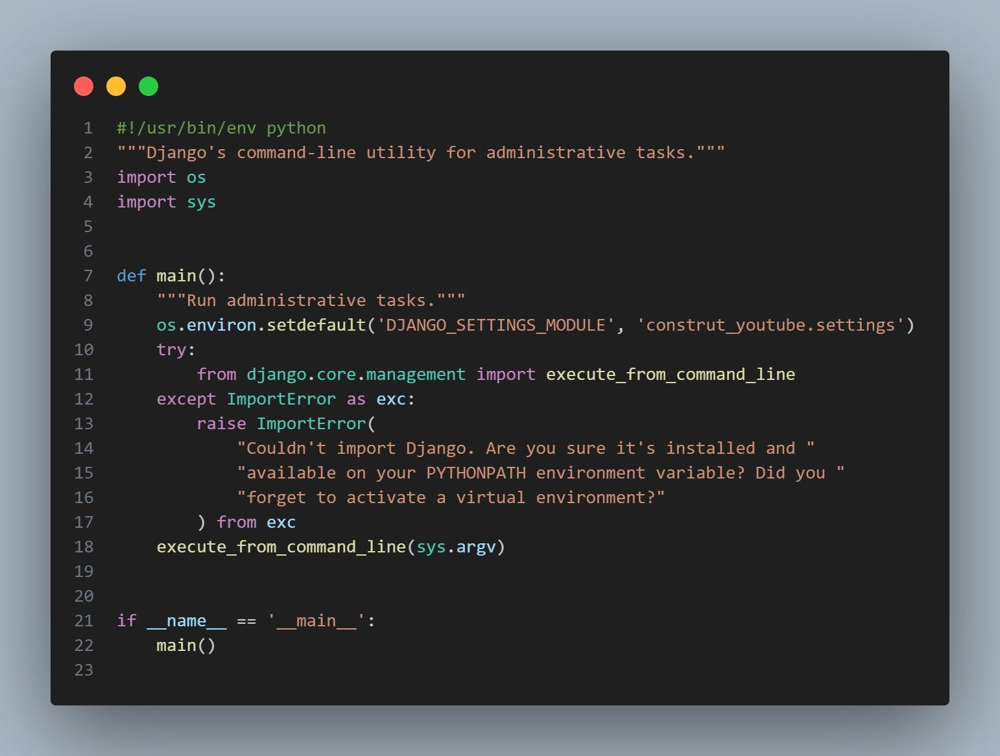 1 #!/usr/bin/env python
2 """Django's command-line utility for administrative tasks."""
3 import os
4 import sys
5
6
7 def main():
8     """Run administrative tasks."""
9     os.environ.setdefault('DJANGO_SETTINGS_MODULE', 'construt_youtube.settings')
10     try:
11         from django.core.management import execute_from_command_line
12     except ImportError as exc:
13         raise ImportError(
14             "Couldn't import Django. Are you sure it's installed and "
15             "available on your PYTHONPATH environment variable? Did you "
16             "forget to activate a virtual environment?"
17         ) from exc
18     execute_from_command_line(sys.argv)
19
20
21 if __name__ == '__main__':
22     main()
23